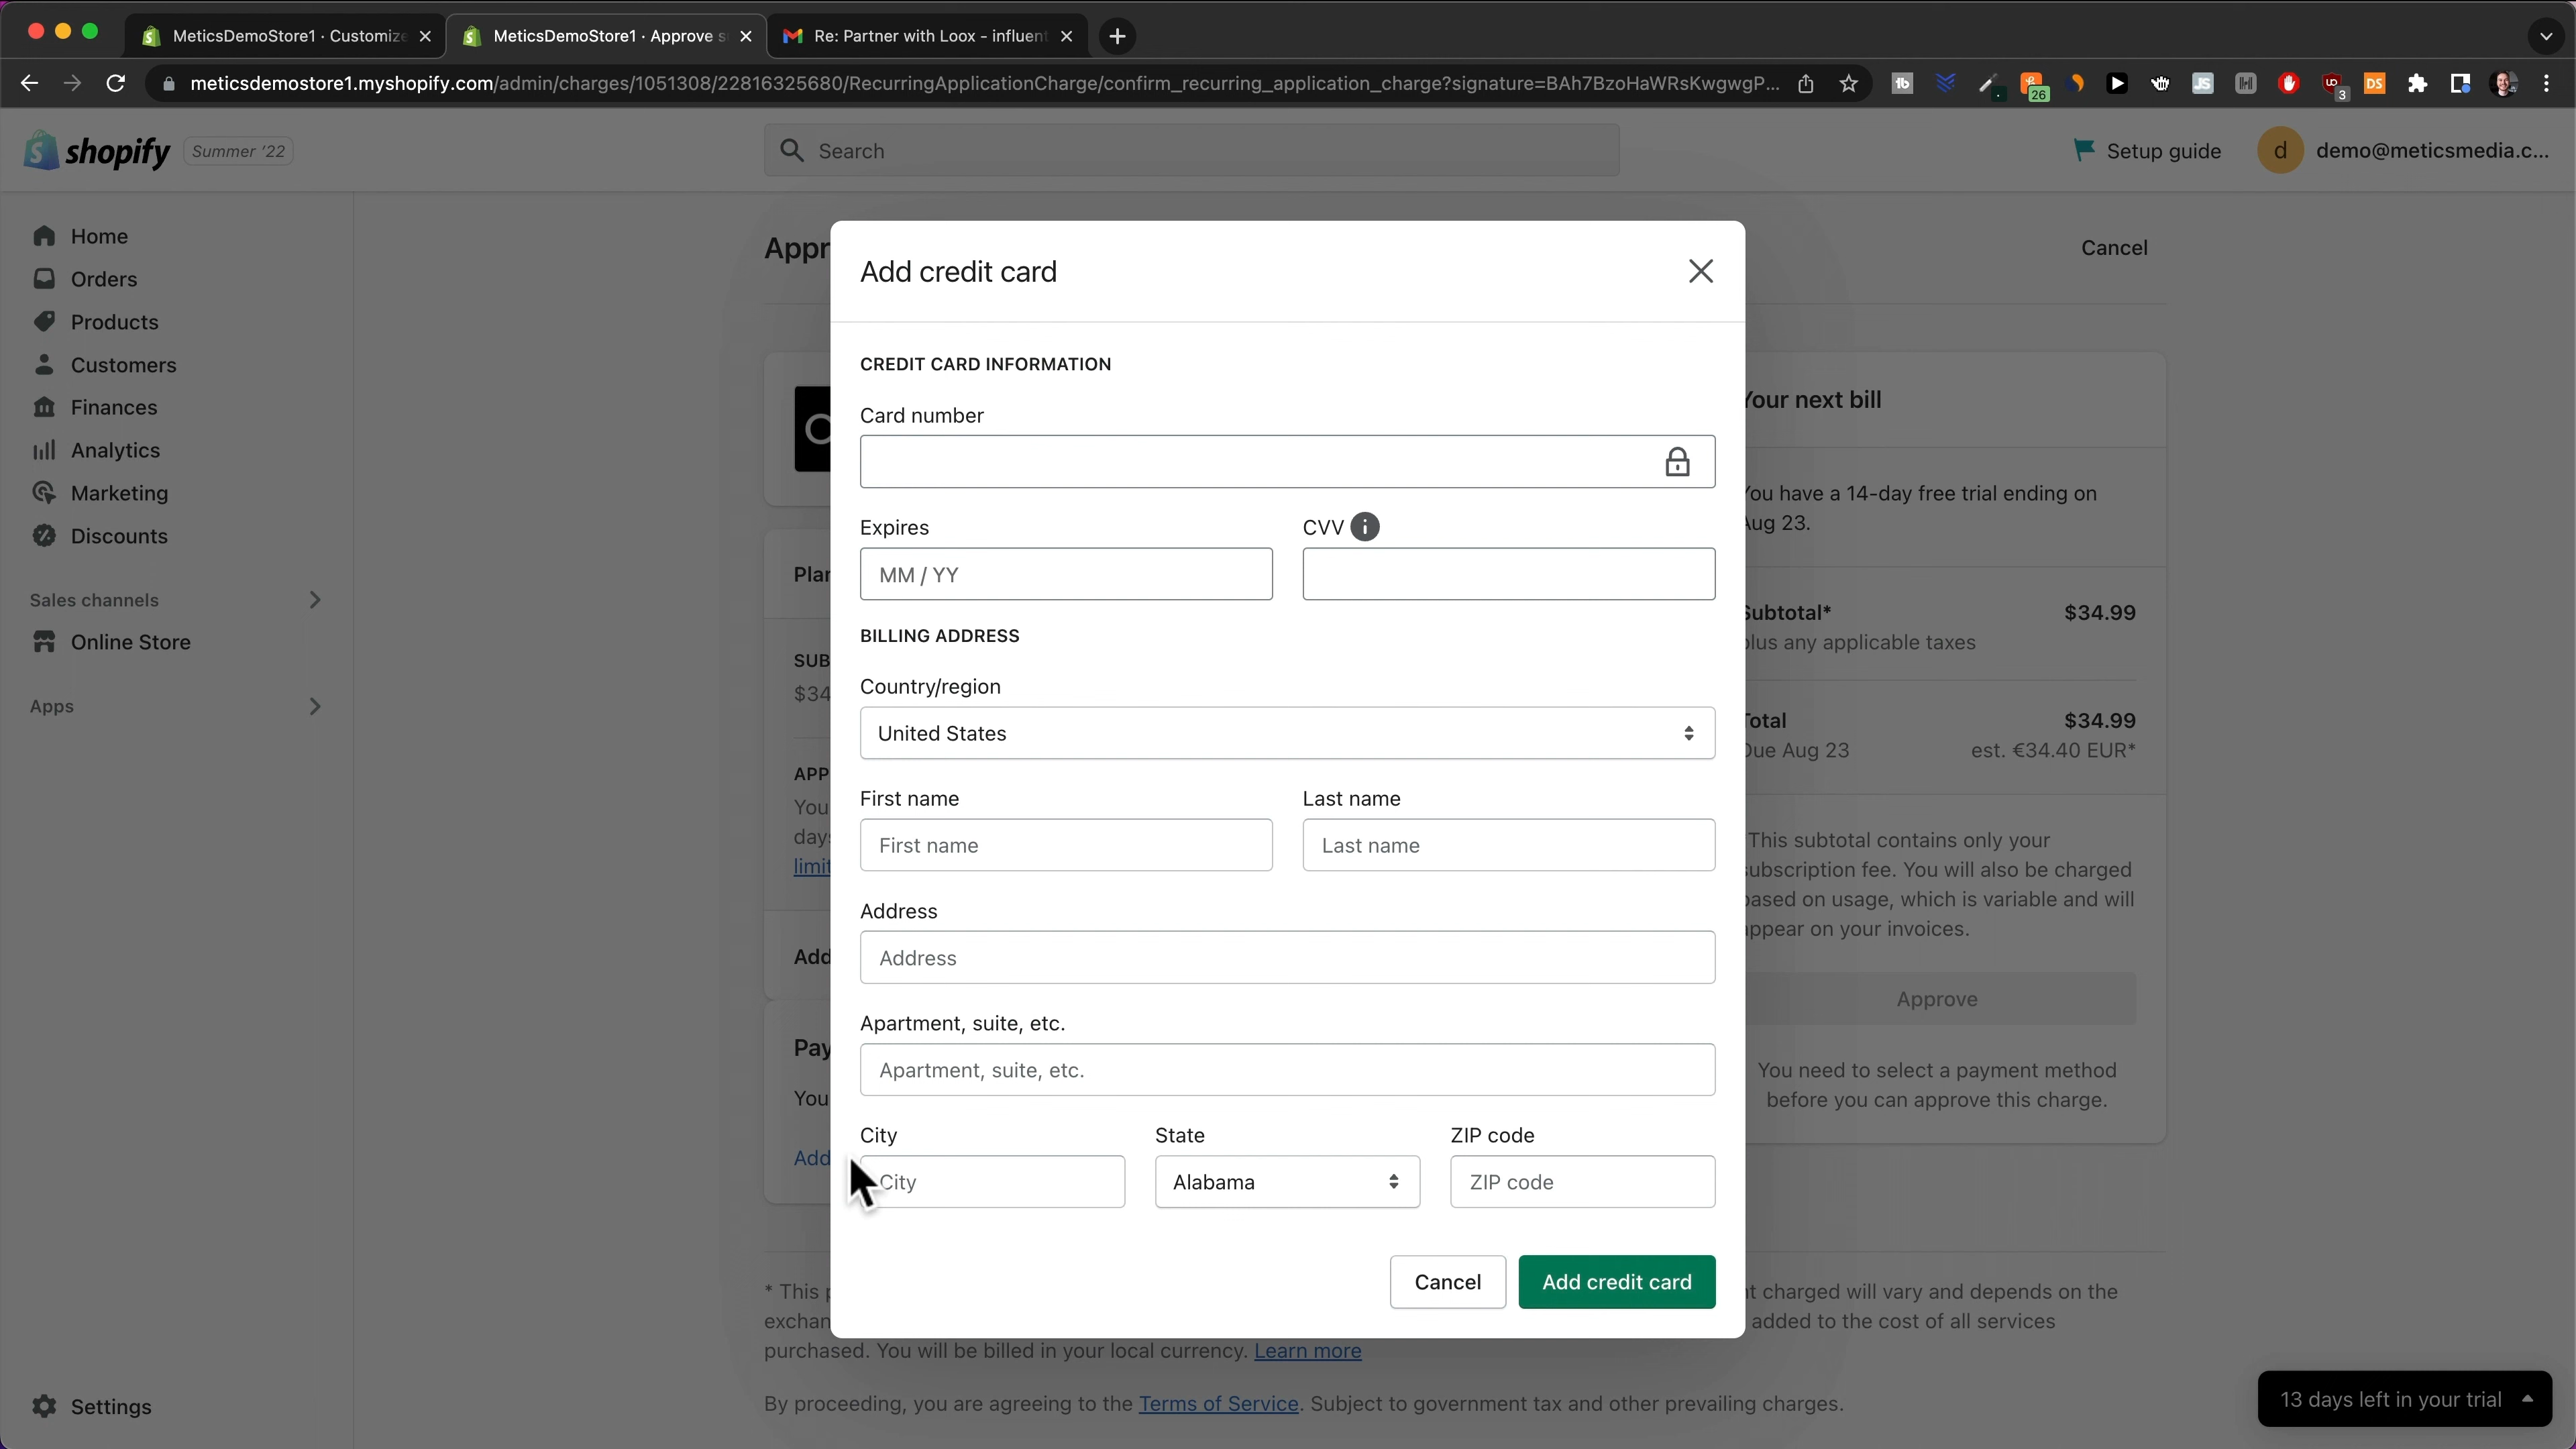 MeticsDemoStore1 · Customize
MeticsDemoStore1 · Approve s
Re: Partner with Loox - influen
meticsdemostore1.myshopify.com/admin/charges/1051308/22816325680/RecurringApplicationCharge/confirm_recurring_application_charge?signature=BAh7BzoHaWRsKwgwgP...
26
3
shopify
Summer '22
Search
Setup guide
d
demo@meticsmedia.c...
Home
Orders
Products
Customers
Finances
Analytics
Marketing
Discounts
Sales channels
Online Store
Apps
Settings
Appr
Cancel
Plan
SUB
$34
APP
You
days
limit
Add
Pay
You
Add
Add credit card
CREDIT CARD INFORMATION
Card number
Expires
CVV
MM / YY
BILLING ADDRESS
Country/region
United States
First name
Last name
First name
Last name
Address
Address
Apartment, suite, etc.
Apartment, suite, etc.
City
State
ZIP code
City
Alabama
ZIP code
Cancel
Add credit card
Your next bill
You have a 14-day free trial ending on
Aug 23.
Subtotal*
$34.99
plus any applicable taxes
Total
$34.99
Due Aug 23
est. €34.40 EUR*
This subtotal contains only your
subscription fee. You will also be charged
based on usage, which is variable and will
appear on your invoices.
Approve
You need to select a payment method
before you can approve this charge.
* This
t charged will vary and depends on the
exchan
added to the cost of all services
purchased. You will be billed in your local currency. Learn more
By proceeding, you are agreeing to the Terms of Service. Subject to government tax and other prevailing charges.
13 days left in your trial